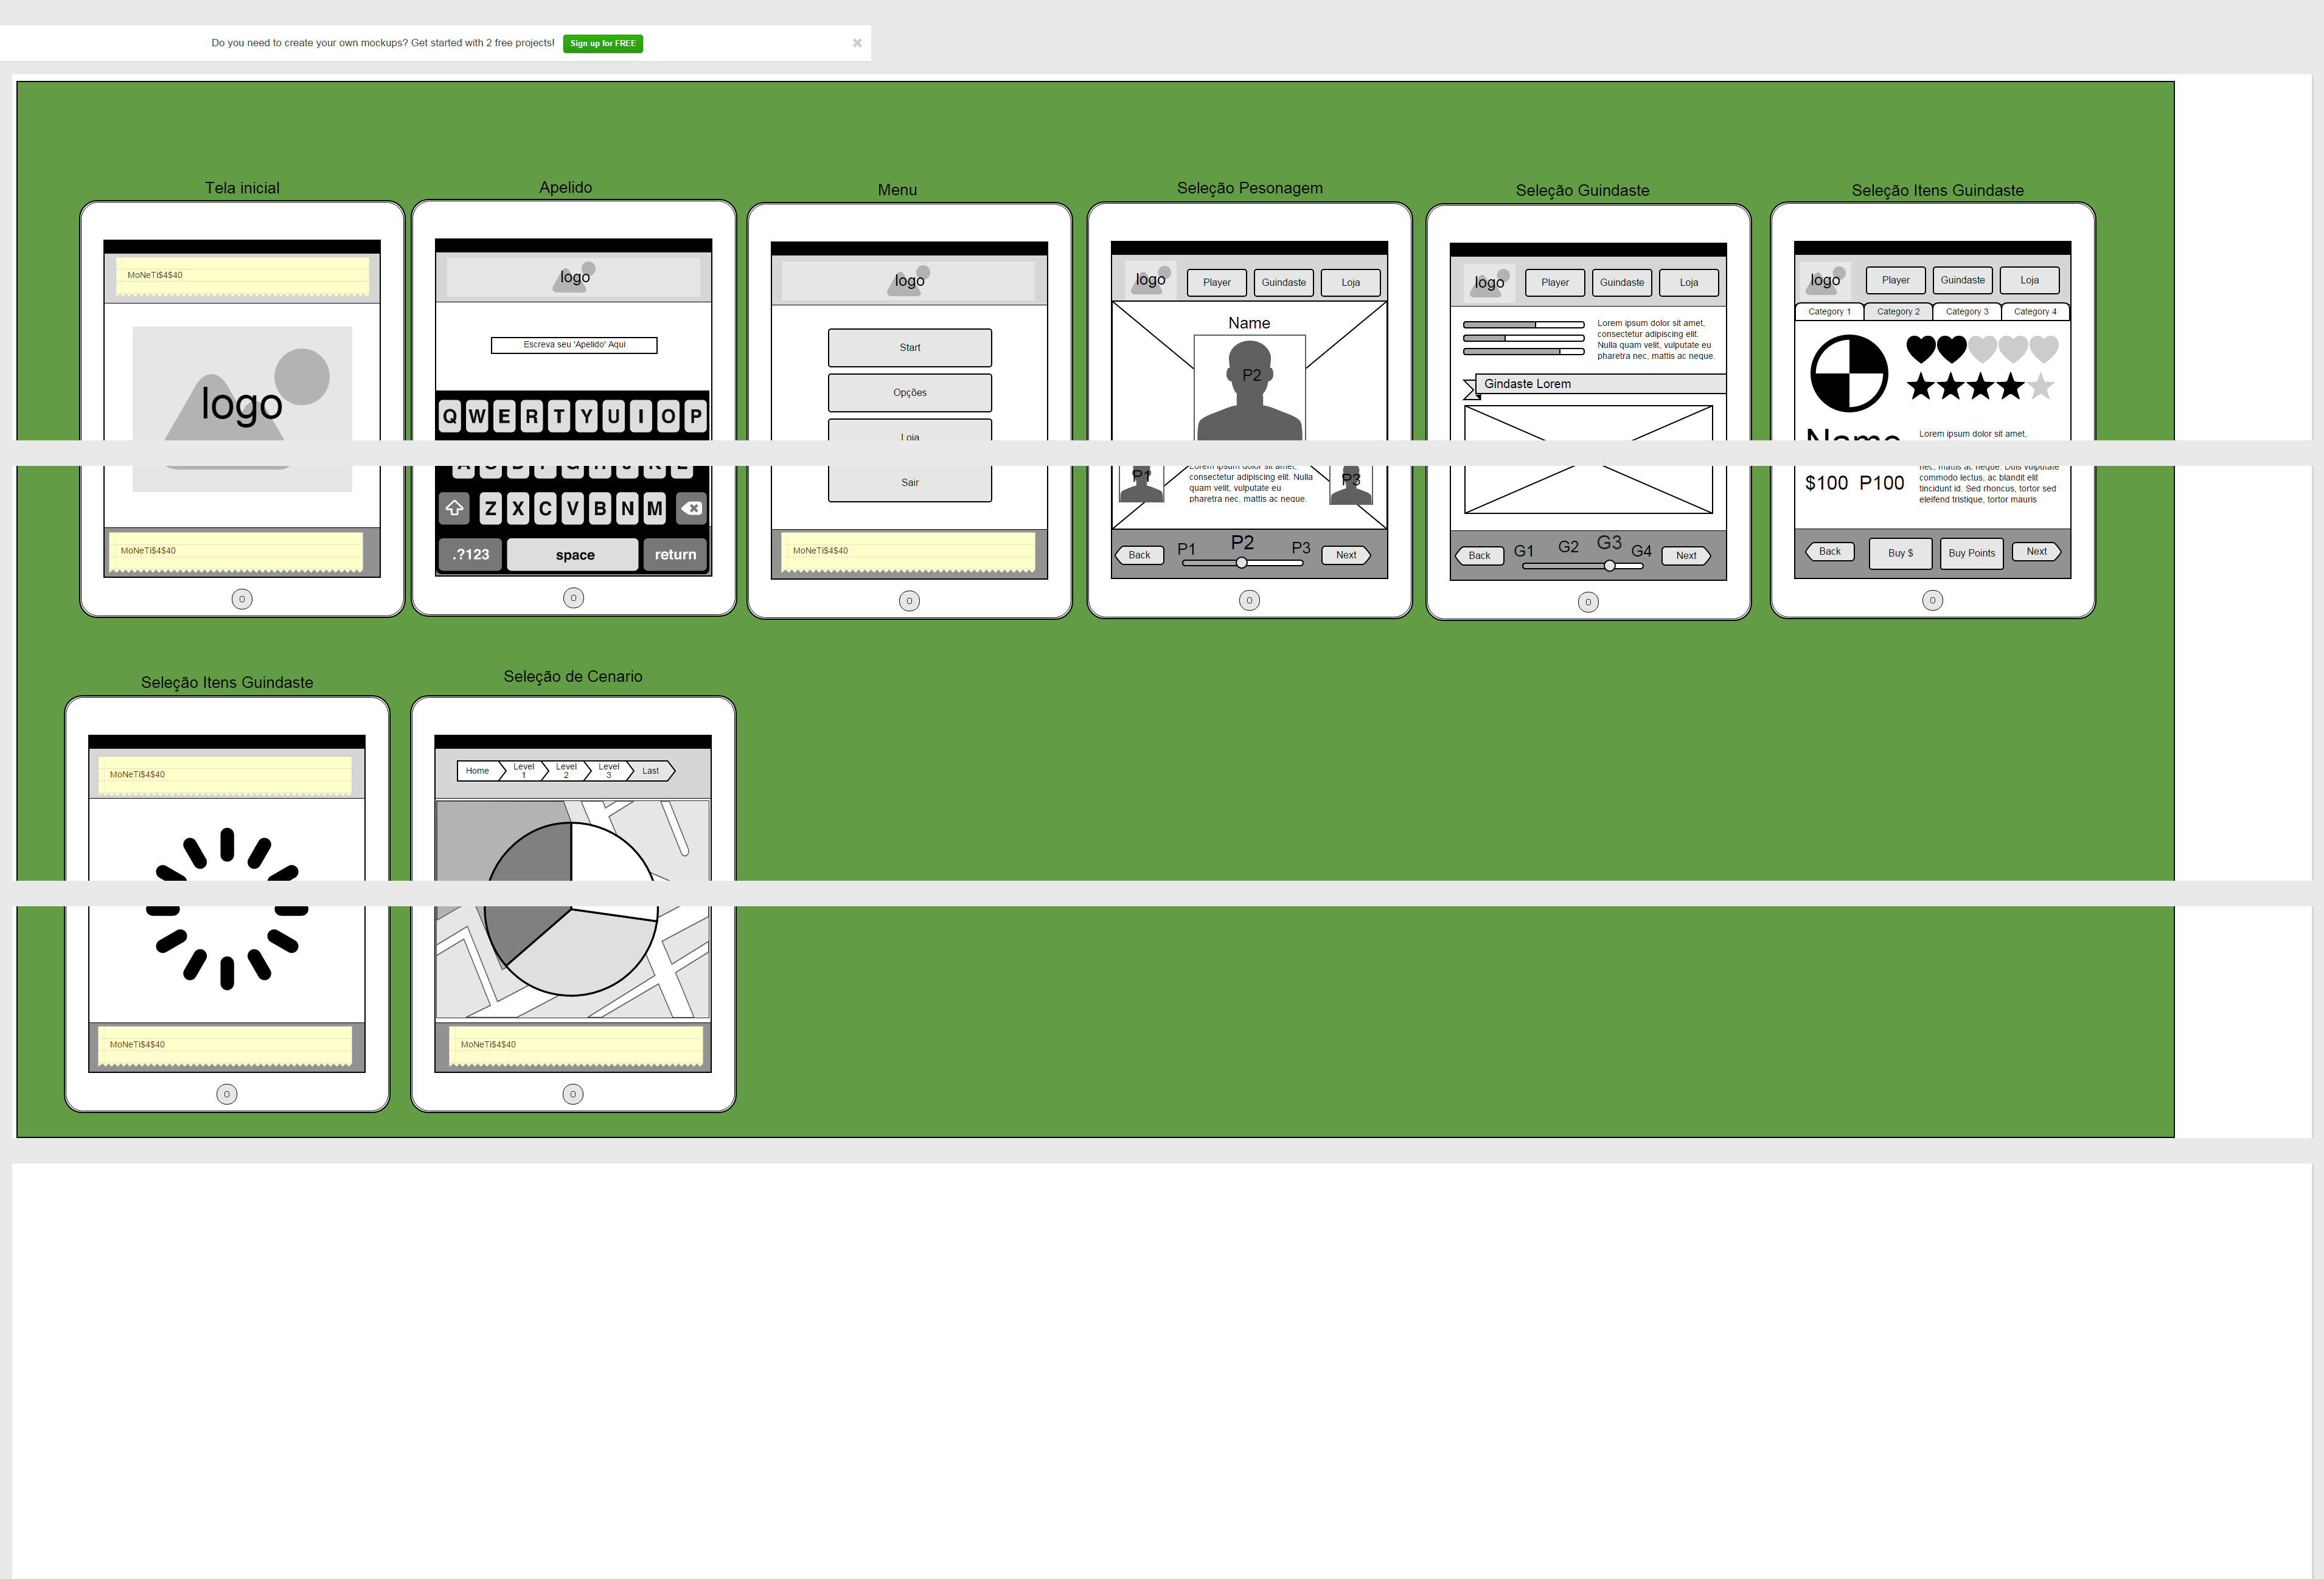 Do you need to create your own mockups? Get started with 2 free projects! Sign up for FREE
Tela inicial
MoNeTi$4$40
logo
MoNeTi$4$40
0
Apelido
logo
Escreva seu 'Apelido' Aqui
Q W E R T Y U I O P
Z X C V B N M
.?123 space return
0
Menu
logo
Start
Opções
Loja
Sair
MoNeTi$4$40
0
Seleção Pesonagem
logo Player Guindaste Loja
Name
P2
P1 P3
Lorem ipsum dolor sit amet,
consectetur adipiscing elit. Nulla
quam velit, vulputate eu
pharetra nec, mattis ac neque.
Back P1 P2 P3 Next
0
Seleção Guindaste
logo Player Guindaste Loja
Lorem ipsum dolor sit amet,
consectetur adipiscing elit.
Nulla quam velit, vulputate eu
pharetra nec, mattis ac neque.
Gindaste Lorem
Back G1 G2 G3 G4 Next
0
Seleção Itens Guindaste
logo Player Guindaste Loja
Category 1 Category 2 Category 3 Category 4
Name
$100 P100
Lorem ipsum dolor sit amet,
nec, mattis ac neque. Duis vulputate
commodo lectus, ac blandit elit
tincidunt id. Sed rhoncus, tortor sed
eleifend tristique, tortor mauris
Back Buy $ Buy Points Next
0
Seleção Itens Guindaste
MoNeTi$4$40
MoNeTi$4$40
0
Seleção de Cenario
Home Level 1 Level 2 Level 3 Last
MoNeTi$4$40
0